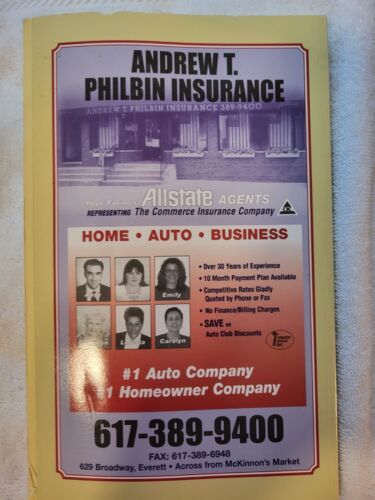 ANDREW T.
PHILBIN INSURANCE
ANDREW T. PHILBIN INSURANCE 389-9400
Your Former Allstate AGENTS
REPRESENTING The Commerce Insurance Company
HOME • AUTO • BUSINESS
Emily
Carolyn
• Over 30 Years of Experience
• 10 Month Payment Plan Available
• Competitive Rates Gladly
Quoted by Phone or Fax
• No Finance/Billing Charges
• SAVE on
Auto Club Discounts
#1 Auto Company
#1 Homeowner Company
617-389-9400
FAX: 617-389-6948
629 Broadway, Everett • Across from McKinnon's Market